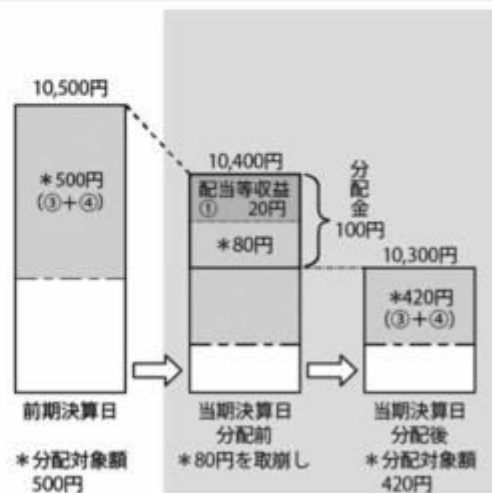 10,500円
*500円
(③+④)
前期決算日
*分配対象額
500円
10,400円
配当等収益
① 20円
*80円
分配金
100円
当期決算日
分配前
*80円を取崩し
10,300円
*420円
(③+④)
当期決算日
分配後
*分配対象額
420円